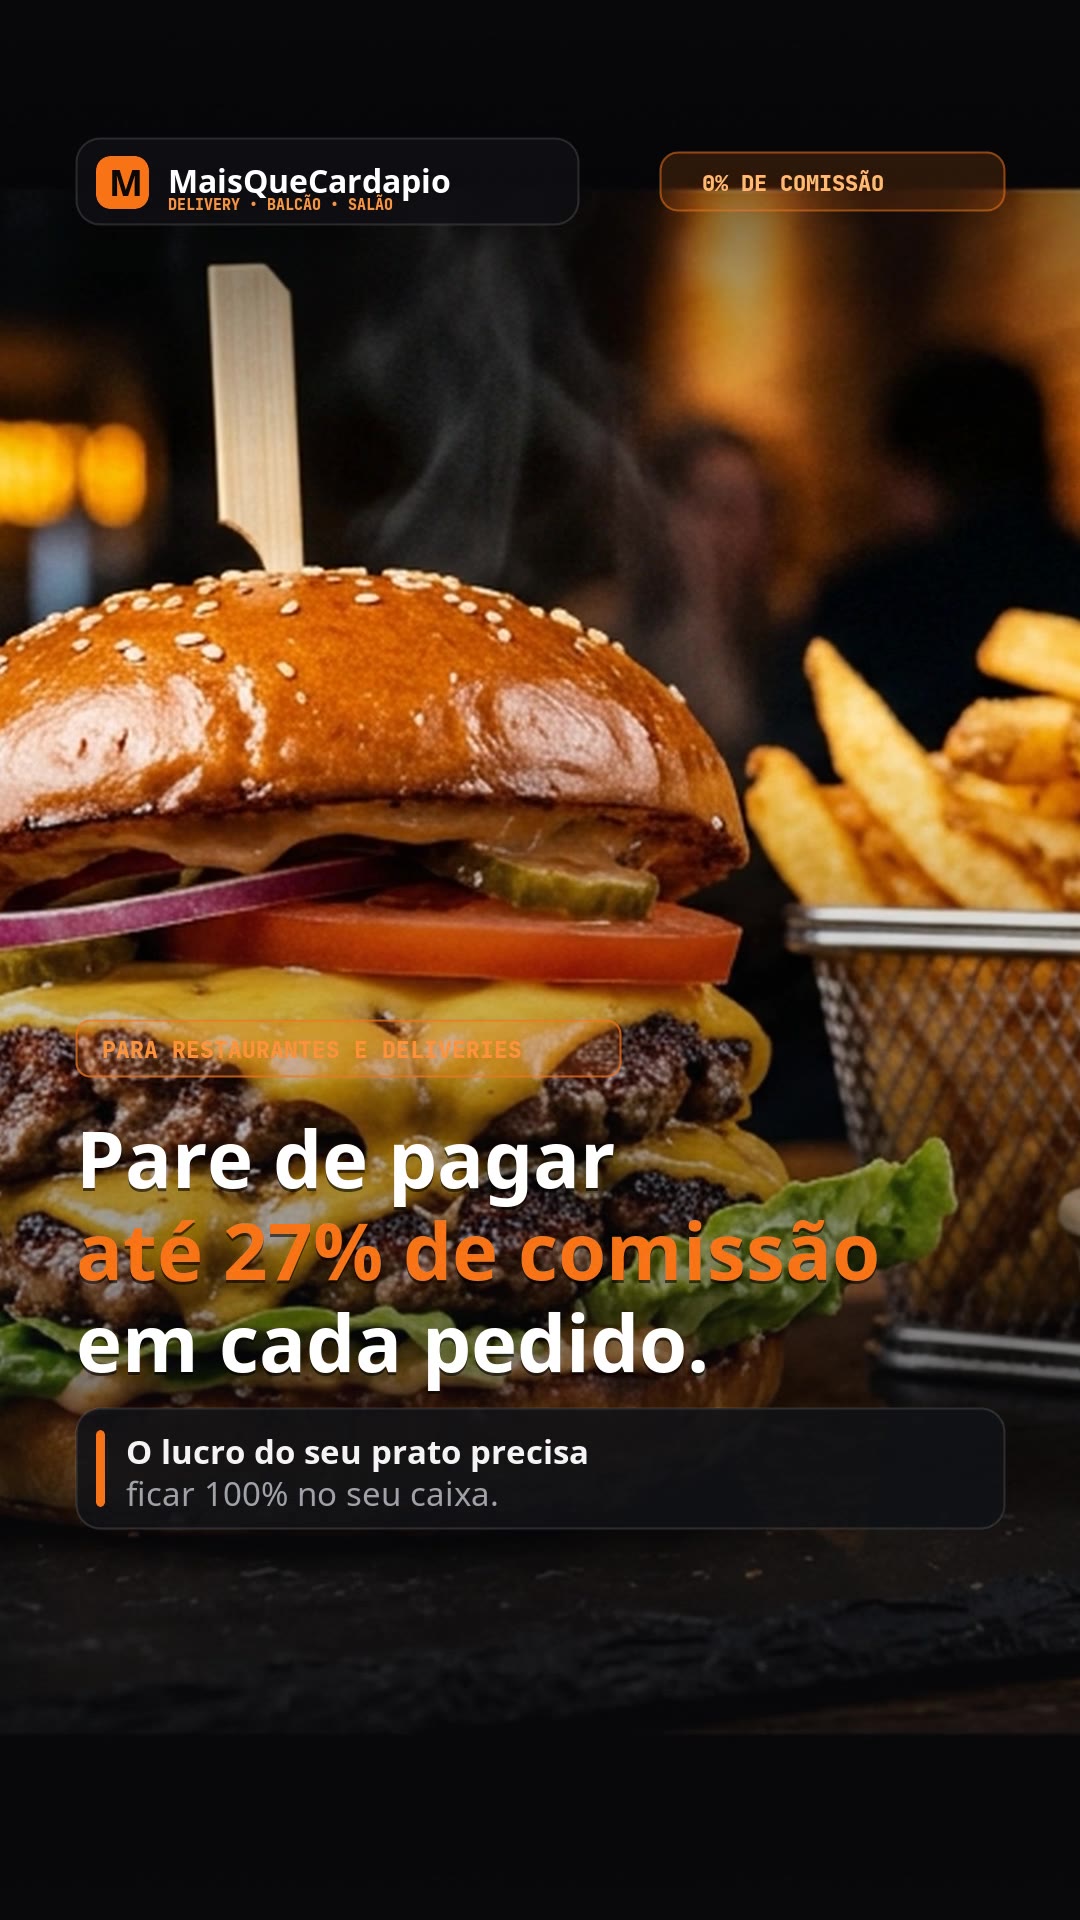 M MaisQueCardapio
DELIVERY • BALCÃO • SALÃO
0% DE COMISSÃO
PARA RESTAURANTES E DELIVERIES
Pare de pagar
até 27% de comissão
em cada pedido.
O lucro do seu prato precisa
ficar 100% no seu caixa.